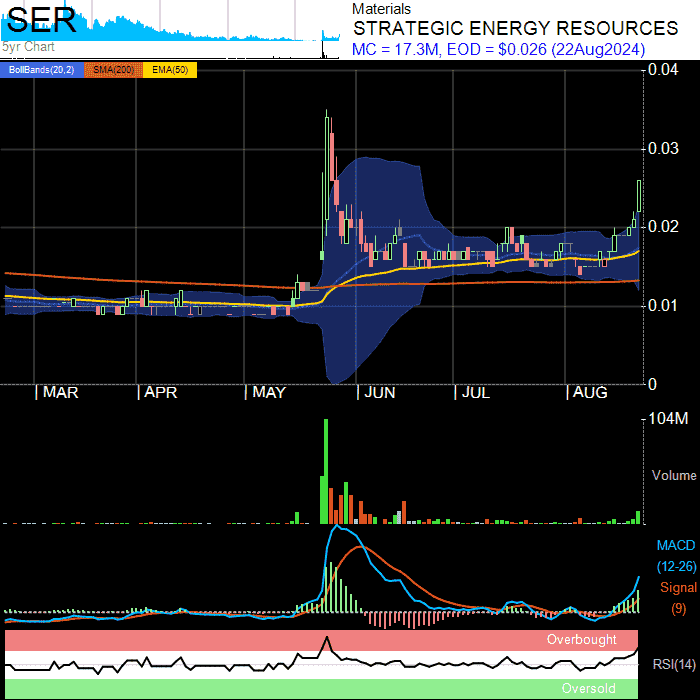 SER
5yr Chart
Materials
STRATEGIC ENERGY RESOURCES
MC = 17.3M, EOD = $0.026 (22Aug2024)
BollBands(20,2) SMA(200) EMA(50)
0.04
0.03
0.02
0.01
0
| MAR | APR | MAY | JUN | JUL | AUG
104M
Volume
MACD
(12-26)
Signal
(9)
Overbought
RSI(14)
Oversold